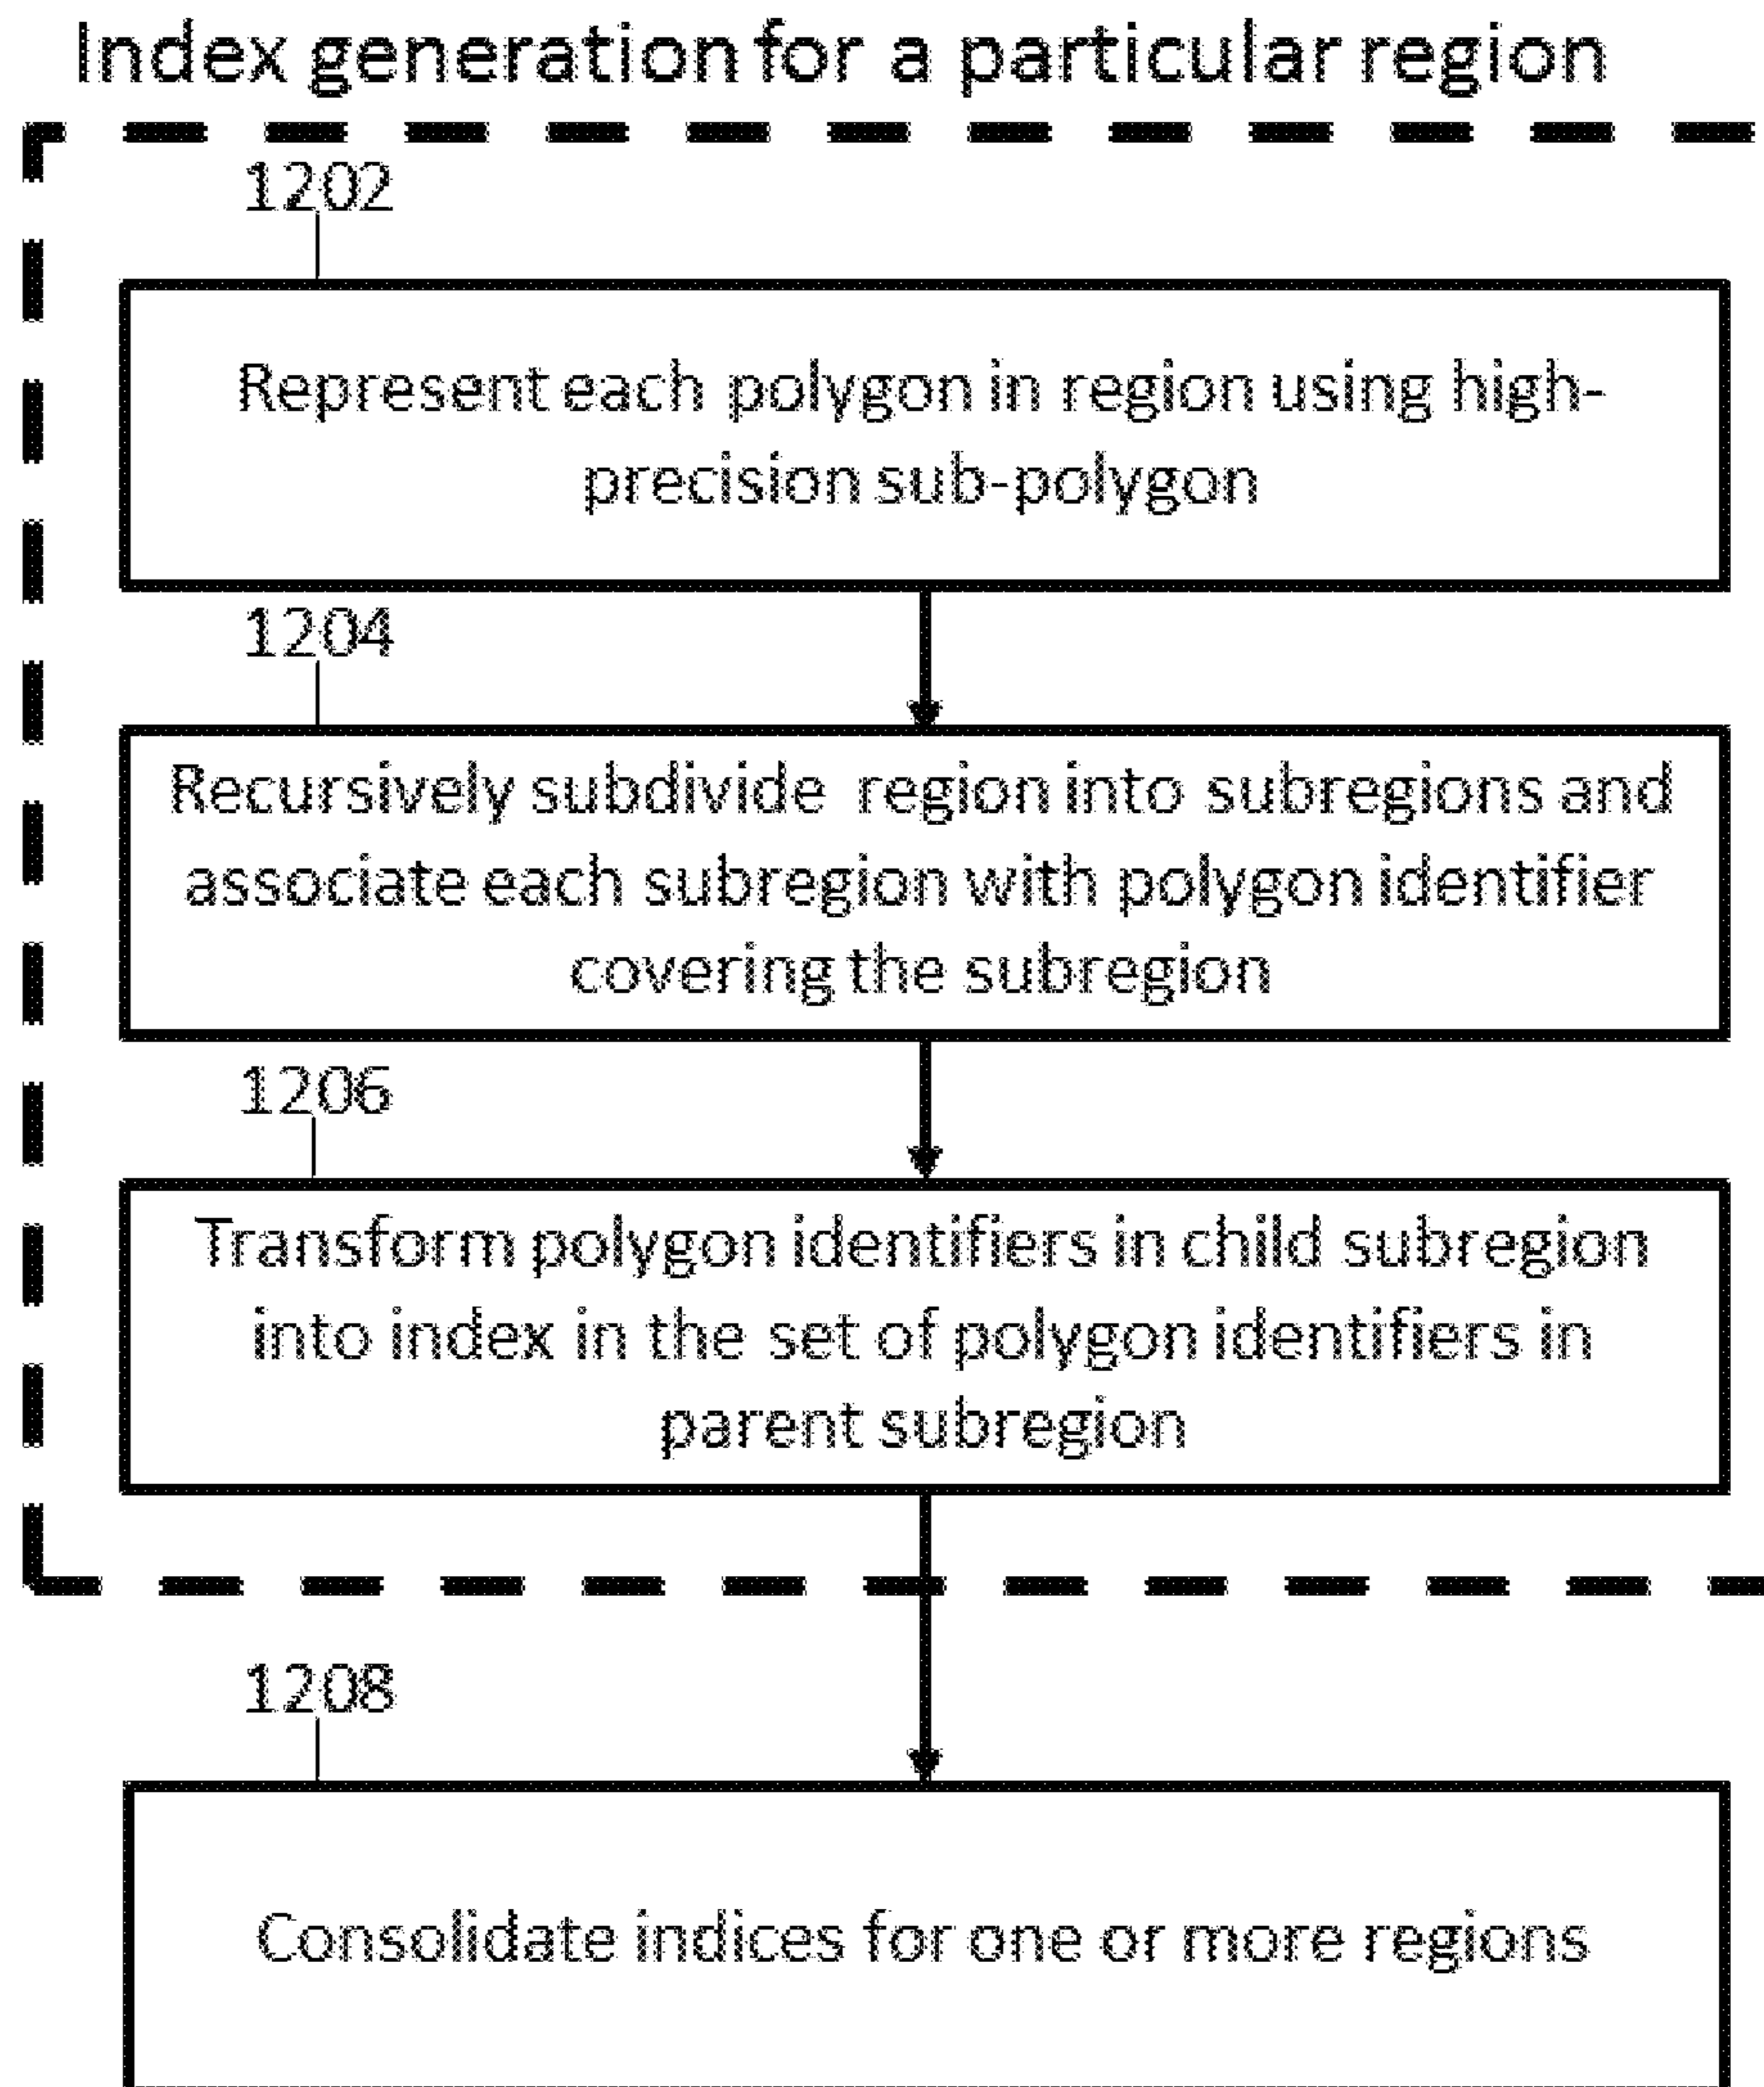 Index generation for a particular region
1202
Represent each polygon in region using high-
precision sub-polygon
1204
Recursively subdivide region into subregions and
associate each subregion with polygon identifier
covering the subregion
1206
Transform polygon identifiers in child subregion
into index in the set of polygon identifiers in
parent subregion
1208
Consolidate indices for one or more regions